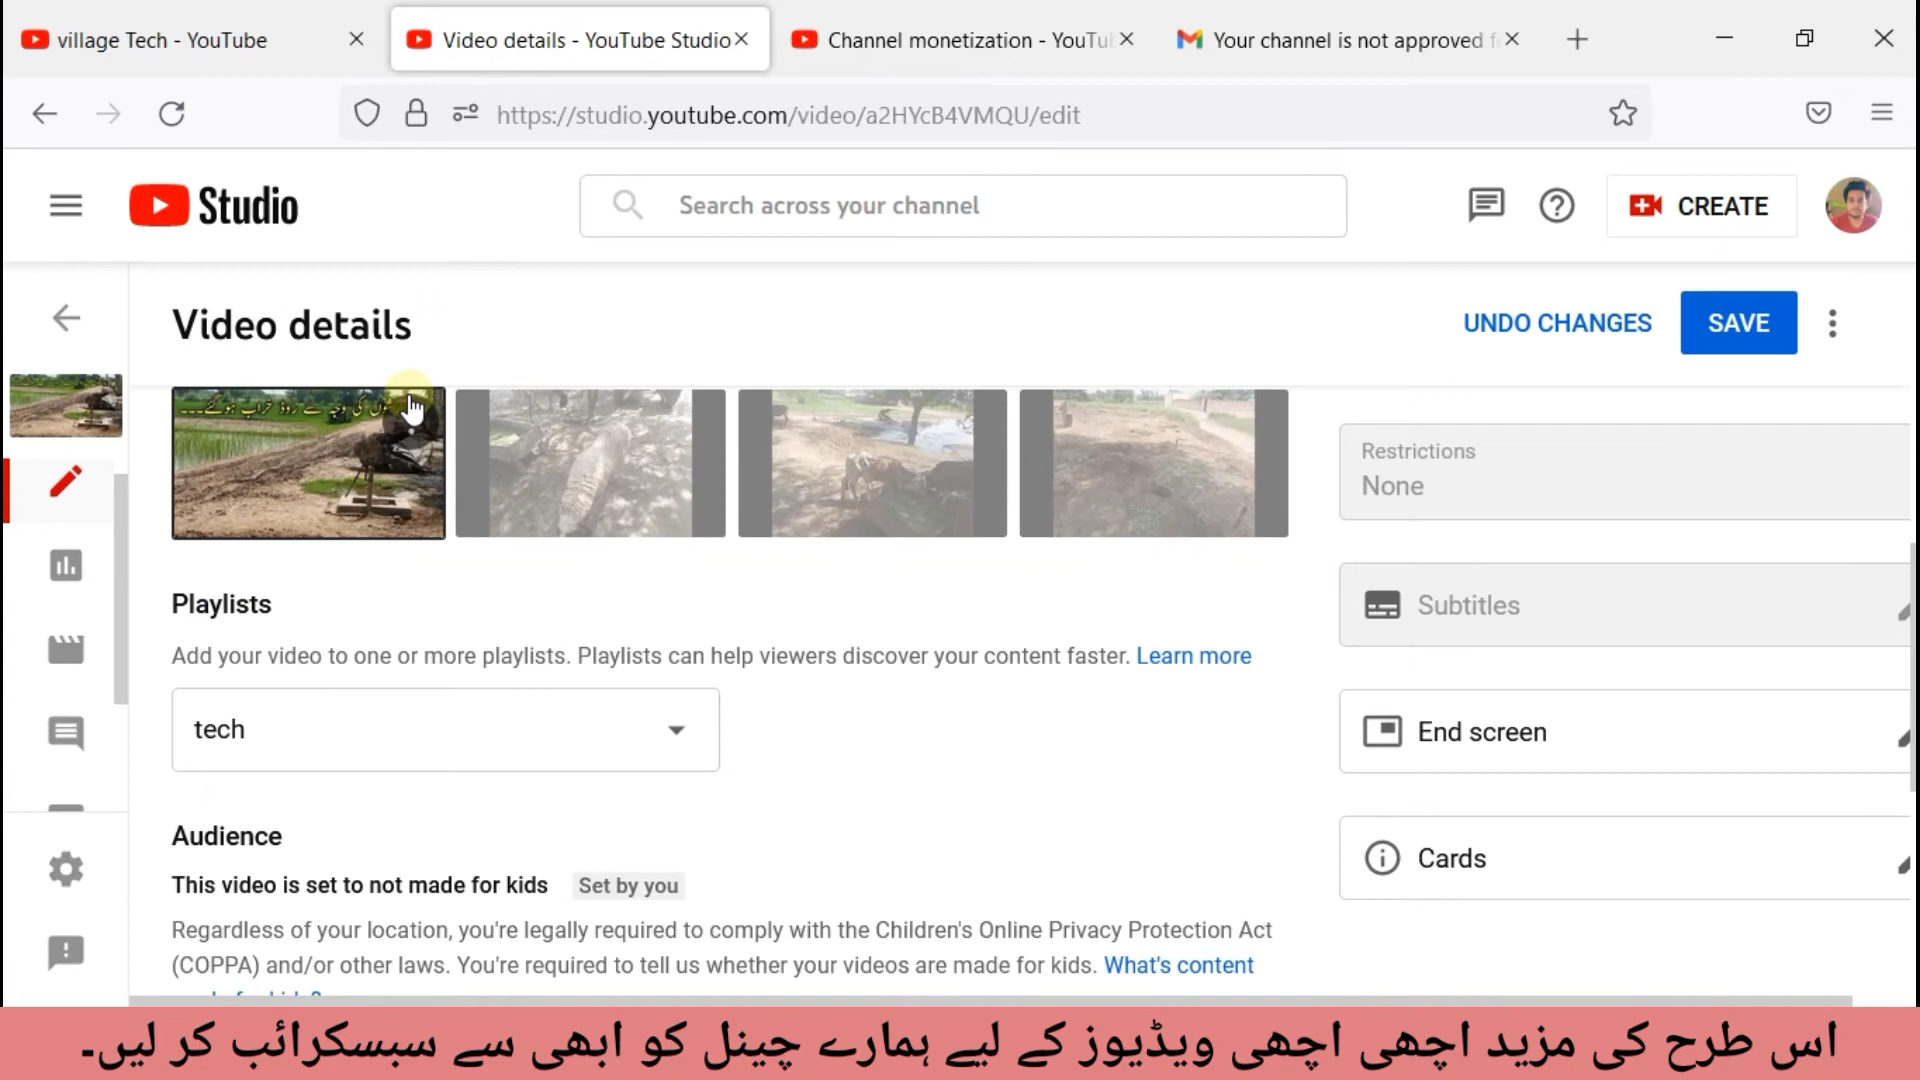 village Tech - YouTube
Video details - YouTube Studio
Channel monetization - YouTu
Your channel is not approved f
https://studio.youtube.com/video/a2HYcB4VMQU/edit
Studio
Search across your channel
CREATE
Video details
UNDO CHANGES
SAVE
کی وجہ سے روڈ خراب ہوگئے...
Restrictions
None
Playlists
Add your video to one or more playlists. Playlists can help viewers discover your content faster. Learn more
tech
Subtitles
End screen
Cards
Audience
This video is set to not made for kids
Set by you
Regardless of your location, you're legally required to comply with the Children's Online Privacy Protection Act
(COPPA) and/or other laws. You're required to tell us whether your videos are made for kids. What's content
اس طرح کی مزید اچھی اچھی ویڈیوز کے لیے ہمارے چینل کو ابھی سے سبسکرائب کر لیں۔